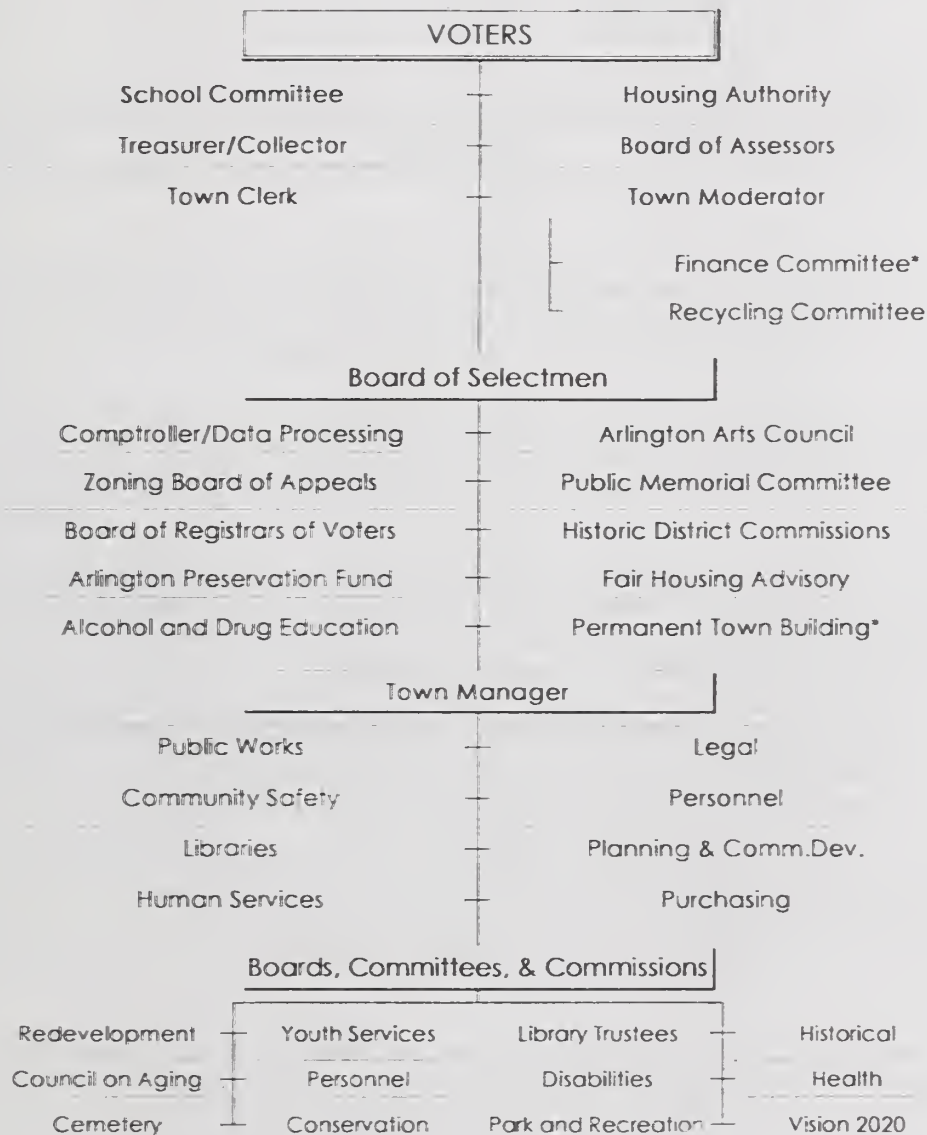 VOTERS
School Committee Housing Authority
Treasurer/Collector Board of Assessors
Town Clerk Town Moderator
Finance Committee*
Recycling Committee
Board of Selectmen
Comptroller/Data Processing Arlington Arts Council
Zoning Board of Appeals Public Memorial Committee
Board of Registrars of Voters Historic District Commissions
Arlington Preservation Fund Fair Housing Advisory
Alcohol and Drug Education Permanent Town Building*
Town Manager
Public Works Legal
Community Safety Personnel
Libraries Planning & Comm.Dev.
Human Services Purchasing
Boards, Committees, & Commissions
Redevelopment Youth Services Library Trustees Historical
Council on Aging Personnel Disabilities Health
Cemetery Conservation Park and Recreation Vision 2020